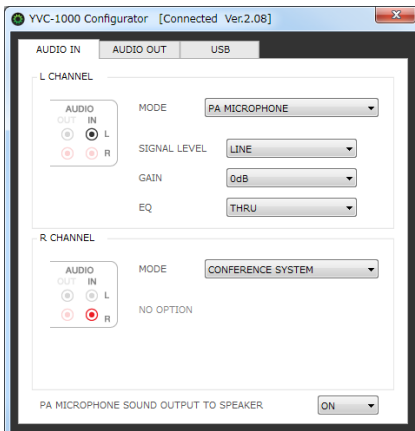 YVC-1000 Configurator [Connected Ver.2.08]
AUDIO IN AUDIO OUT USB
L CHANNEL
AUDIO
OUT IN
L
R
MODE PA MICROPHONE
SIGNAL LEVEL LINE
GAIN 0dB
EQ THRU
R CHANNEL
AUDIO
OUT IN
L
R
MODE CONFERENCE SYSTEM
NO OPTION
PA MICROPHONE SOUND OUTPUT TO SPEAKER ON